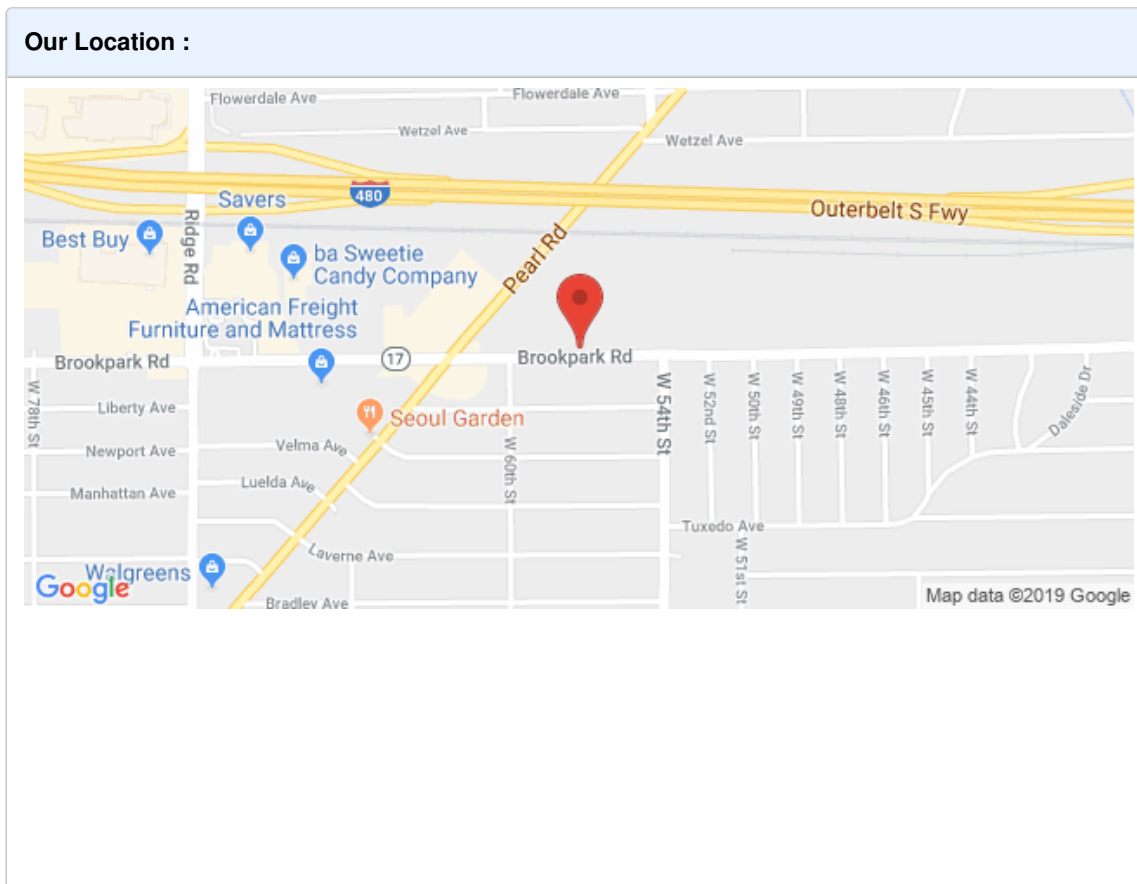 Our Location :
Flowerdale Ave
Flowerdale Ave
Wetzel Ave
Wetzel Ave
480
Savers
Outerbelt S Fwy
Best Buy
Ridge Rd
ba Sweetie
Candy Company
Pearl Rd
American Freight
Furniture and Mattress
Brookpark Rd
17
Brookpark Rd
W 78th St
Liberty Ave
Seoul Garden
W 60th St
W 54th St
W 52nd St
W 50th St
W 49th St
W 48th St
W 46th St
W 45th St
W 44th St
Daleside Dr
Newport Ave
Velma Ave
Manhattan Ave
Luelda Ave
Tuxedo Ave
Laverne Ave
W 51st St
Walgreens
Google
Bradley Ave
Map data ©2019 Google